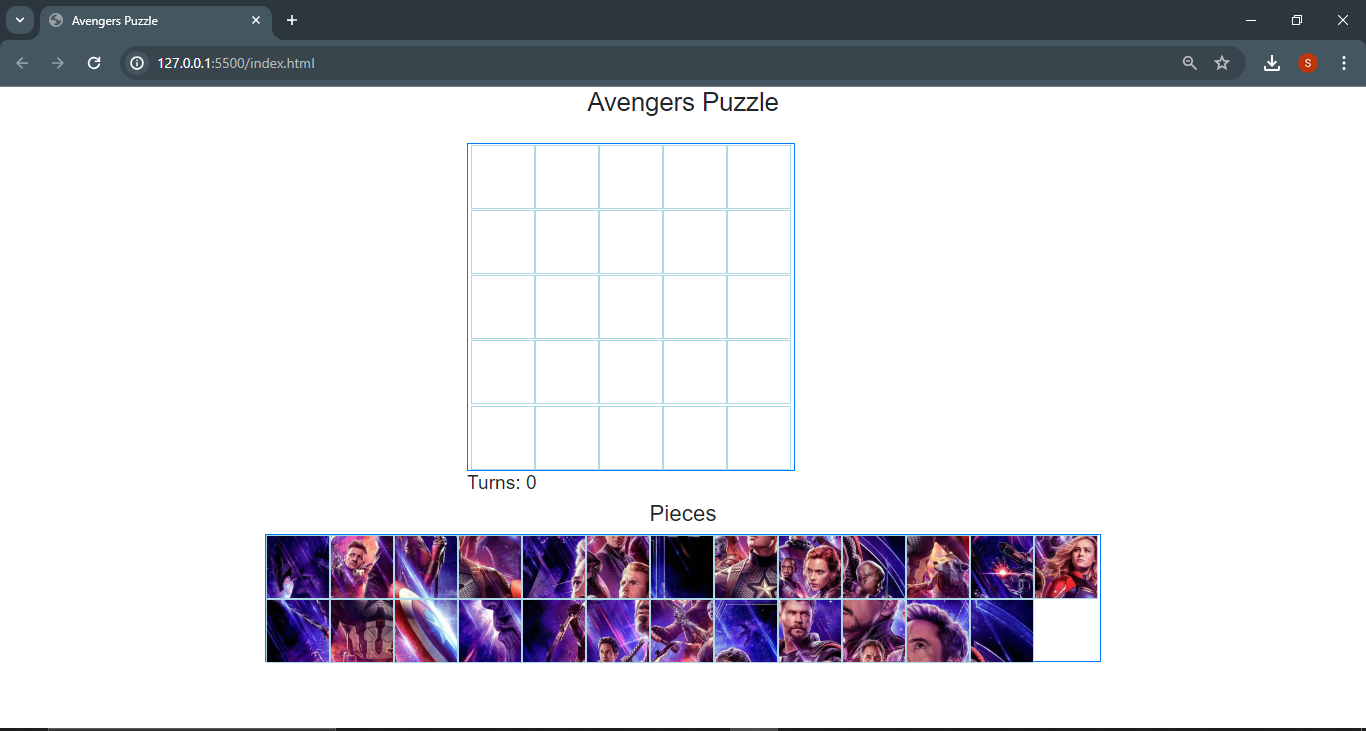 Avengers Puzzle
127.0.0.1:5500/index.html
S
Avengers Puzzle
Turns: 0
Pieces